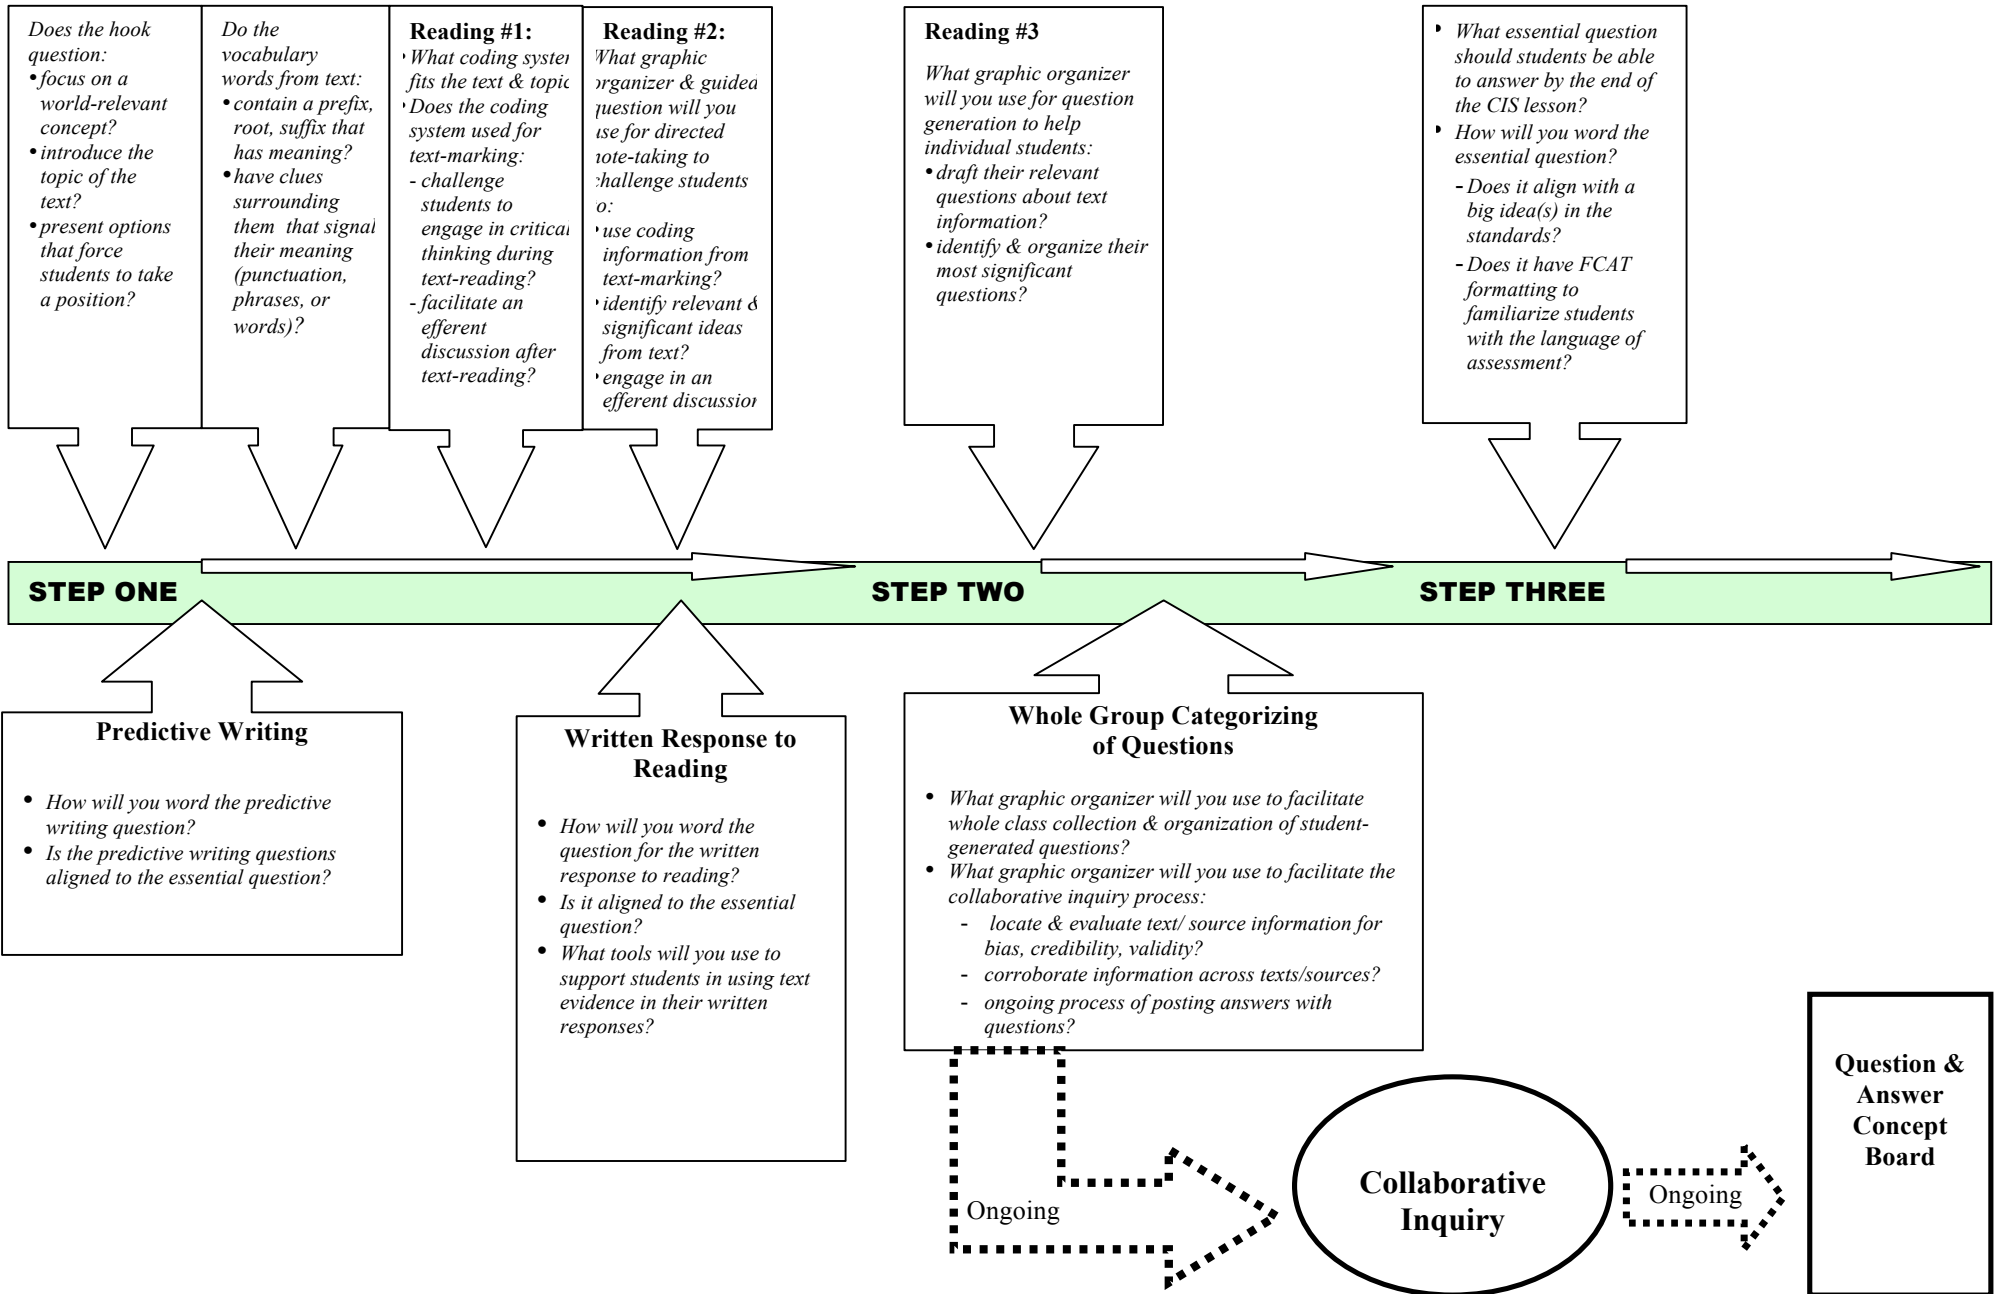 Does the hook
question:
•focus on a
world-relevant
concept?
•introduce the
topic of the
text?
•present options
that force
students to take
a position?
Do the
vocabulary
words from text:
•contain a prefix,
root, suffix that
has meaning?
•have clues
surrounding
them that signal
their meaning
(punctuation,
phrases, or
words)?
Reading #1:
•What coding system
fits the text & topic
•Does the coding
system used for
text-marking:
- challenge
students to
engage in critical
thinking during
text-reading?
- facilitate an
efferent
discussion after
text-reading?
Reading #2:
What graphic
organizer & guided
question will you
use for directed
note-taking to
challenge students
to:
•use coding
information from
text-marking?
•identify relevant &
significant ideas
from text?
•engage in an
efferent discussion
Reading #3
What graphic organizer
will you use for question
generation to help
individual students:
•draft their relevant
questions about text
information?
•identify & organize their
most significant
questions?
• What essential question
should students be able
to answer by the end of
the CIS lesson?
• How will you word the
essential question?
- Does it align with a
big idea(s) in the
standards?
- Does it have FCAT
formatting to
familiarize students
with the language of
assessment?
STEP ONE
STEP TWO
STEP THREE
Predictive Writing
• How will you word the predictive
writing question?
• Is the predictive writing questions
aligned to the essential question?
Written Response to
Reading
• How will you word the
question for the written
response to reading?
• Is it aligned to the essential
question?
• What tools will you use to
support students in using text
evidence in their written
responses?
Whole Group Categorizing
of Questions
• What graphic organizer will you use to facilitate
whole class collection & organization of student-
generated questions?
• What graphic organizer will you use to facilitate the
collaborative inquiry process:
- locate & evaluate text/ source information for
bias, credibility, validity?
- corroborate information across texts/sources?
- ongoing process of posting answers with
questions?
Ongoing
Collaborative
Inquiry
Ongoing
Question &
Answer
Concept
Board